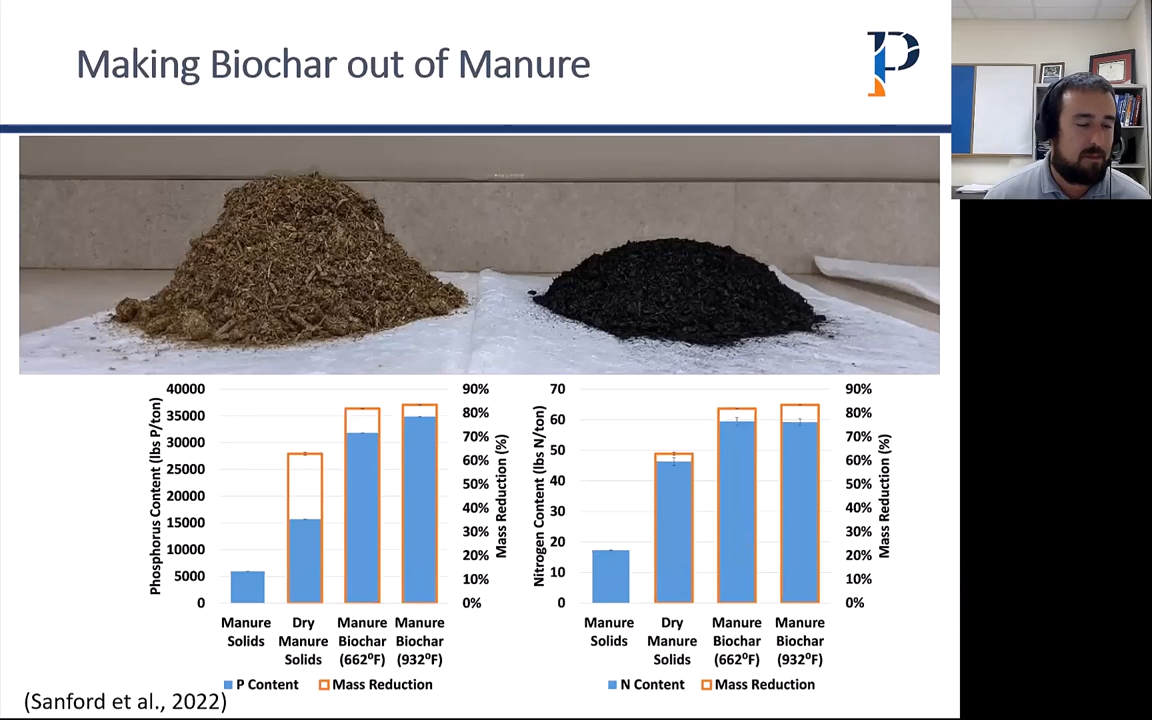 Making Biochar out of Manure
P
40000
35000
30000
25000
20000
15000
10000
5000
0
Phosphorus Content (lbs P/ton)
90%
80%
70%
60%
50%
40%
30%
20%
10%
0%
Mass Reduction (%)
Manure
Solids
Dry
Manure
Solids
Manure
Biochar
(662⁰F)
Manure
Biochar
(932⁰F)
P Content
Mass Reduction
70
60
50
40
30
20
10
0
Nitrogen Content (lbs N/ton)
90%
80%
70%
60%
50%
40%
30%
20%
10%
0%
Mass Reduction (%)
Manure
Solids
Dry
Manure
Solids
Manure
Biochar
(662⁰F)
Manure
Biochar
(932⁰F)
N Content
Mass Reduction
(Sanford et al., 2022)